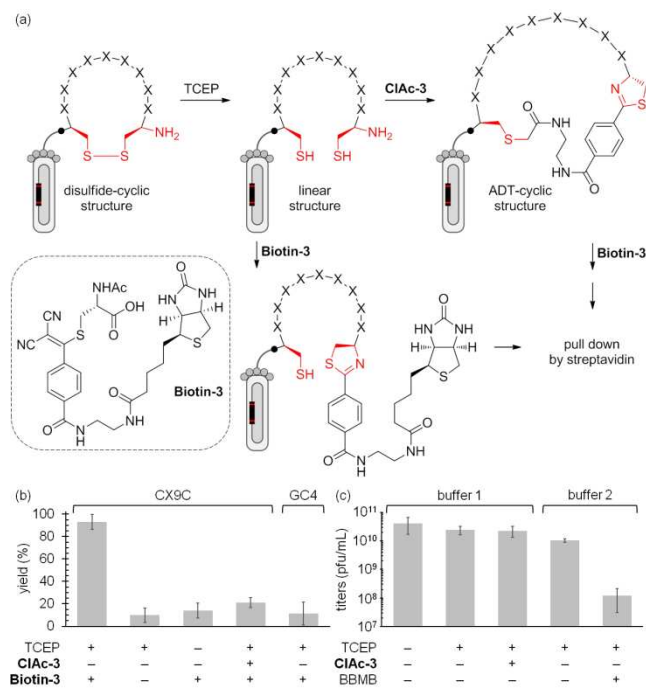 (a)
X X X X X X X X X
TCEP
NH2
S S
disulfide-cyclic
structure
X X X X X X X X X
ClAc-3
NH2
SH SH
linear
structure
X X X X X X X X X
N
S
S
O
H
N
NH
O
ADT-cyclic
structure
Biotin-3
Biotin-3
NHAc
CN
S
OH
O
NC
O
HN NH
H H
S
Biotin-3
O
NH
O
N
H
X X X X X X X X X
SH
S N
O
HN NH
H H
S
O
N
H
H
N
O
pull down
by streptavidin
(b)
CX9C GC4
yield (%)
100
80
60
40
20
0
TCEP + + – + +
ClAc-3 – – – + –
Biotin-3 + – + + +
(c)
buffer 1 buffer 2
titers (pfu/mL)
10^11
10^10
10^9
10^8
10^7
TCEP – + + + +
ClAc-3 – – + – –
BBMB – – – – +